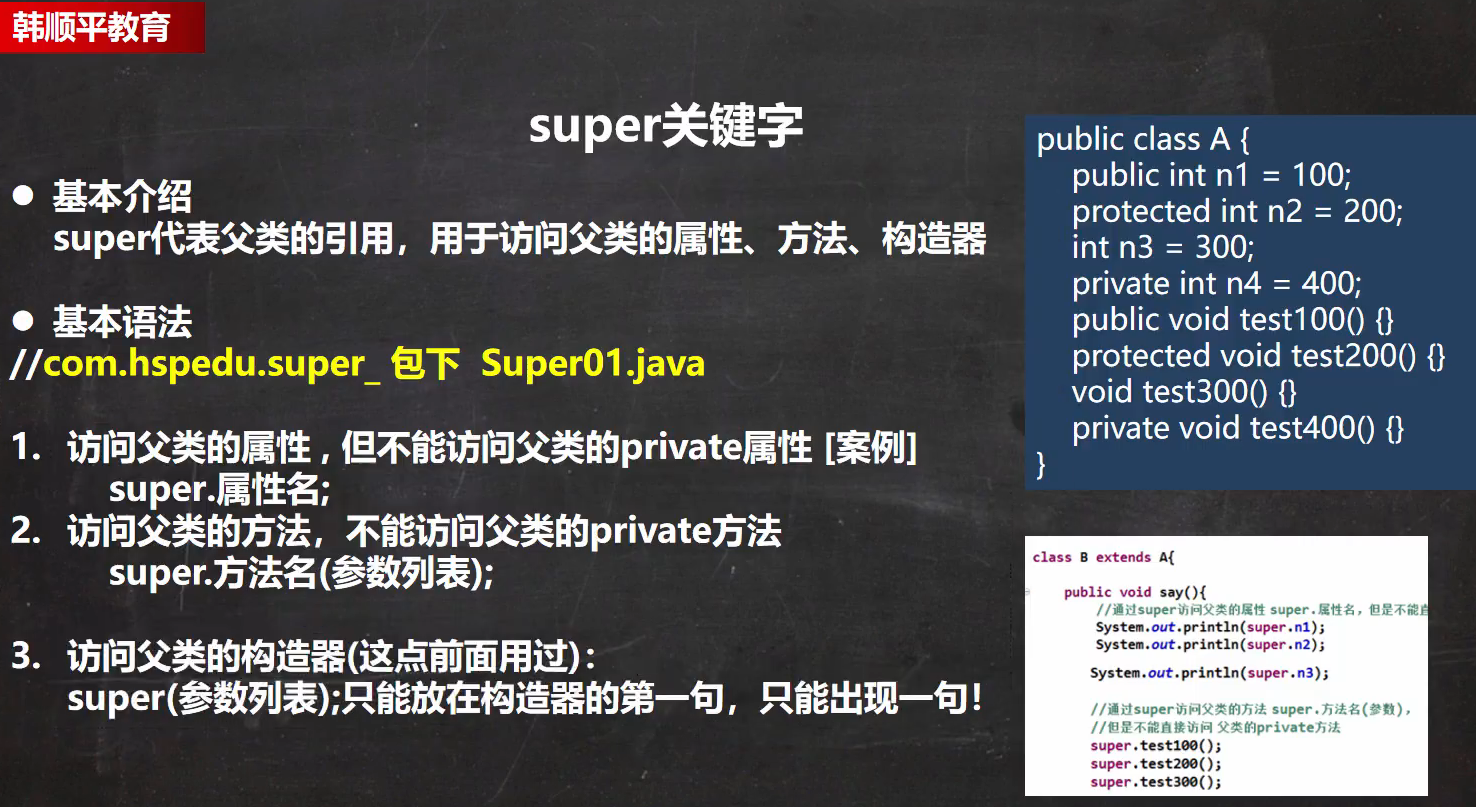 韩顺平教育
super关键字
● 基本介绍
super代表父类的引用，用于访问父类的属性、方法、构造器
● 基本语法
//com.hspedu.super_ 包下 Super01.java
1. 访问父类的属性 , 但不能访问父类的private属性 [案例]
super.属性名;
2. 访问父类的方法，不能访问父类的private方法
super.方法名(参数列表);
3. 访问父类的构造器(这点前面用过)：
super(参数列表);只能放在构造器的第一句，只能出现一句！
public class A {
public int n1 = 100;
protected int n2 = 200;
int n3 = 300;
private int n4 = 400;
public void test100() {}
protected void test200() {}
void test300() {}
private void test400() {}
}
class B extends A{
public void say(){
//通过super访问父类的属性 super.属性名，但是不能直
System.out.println(super.n1);
System.out.println(super.n2);
System.out.println(super.n3);
//通过super访问父类的方法 super.方法名(参数)，
//但是不能直接访问 父类的private方法
super.test100();
super.test200();
super.test300();